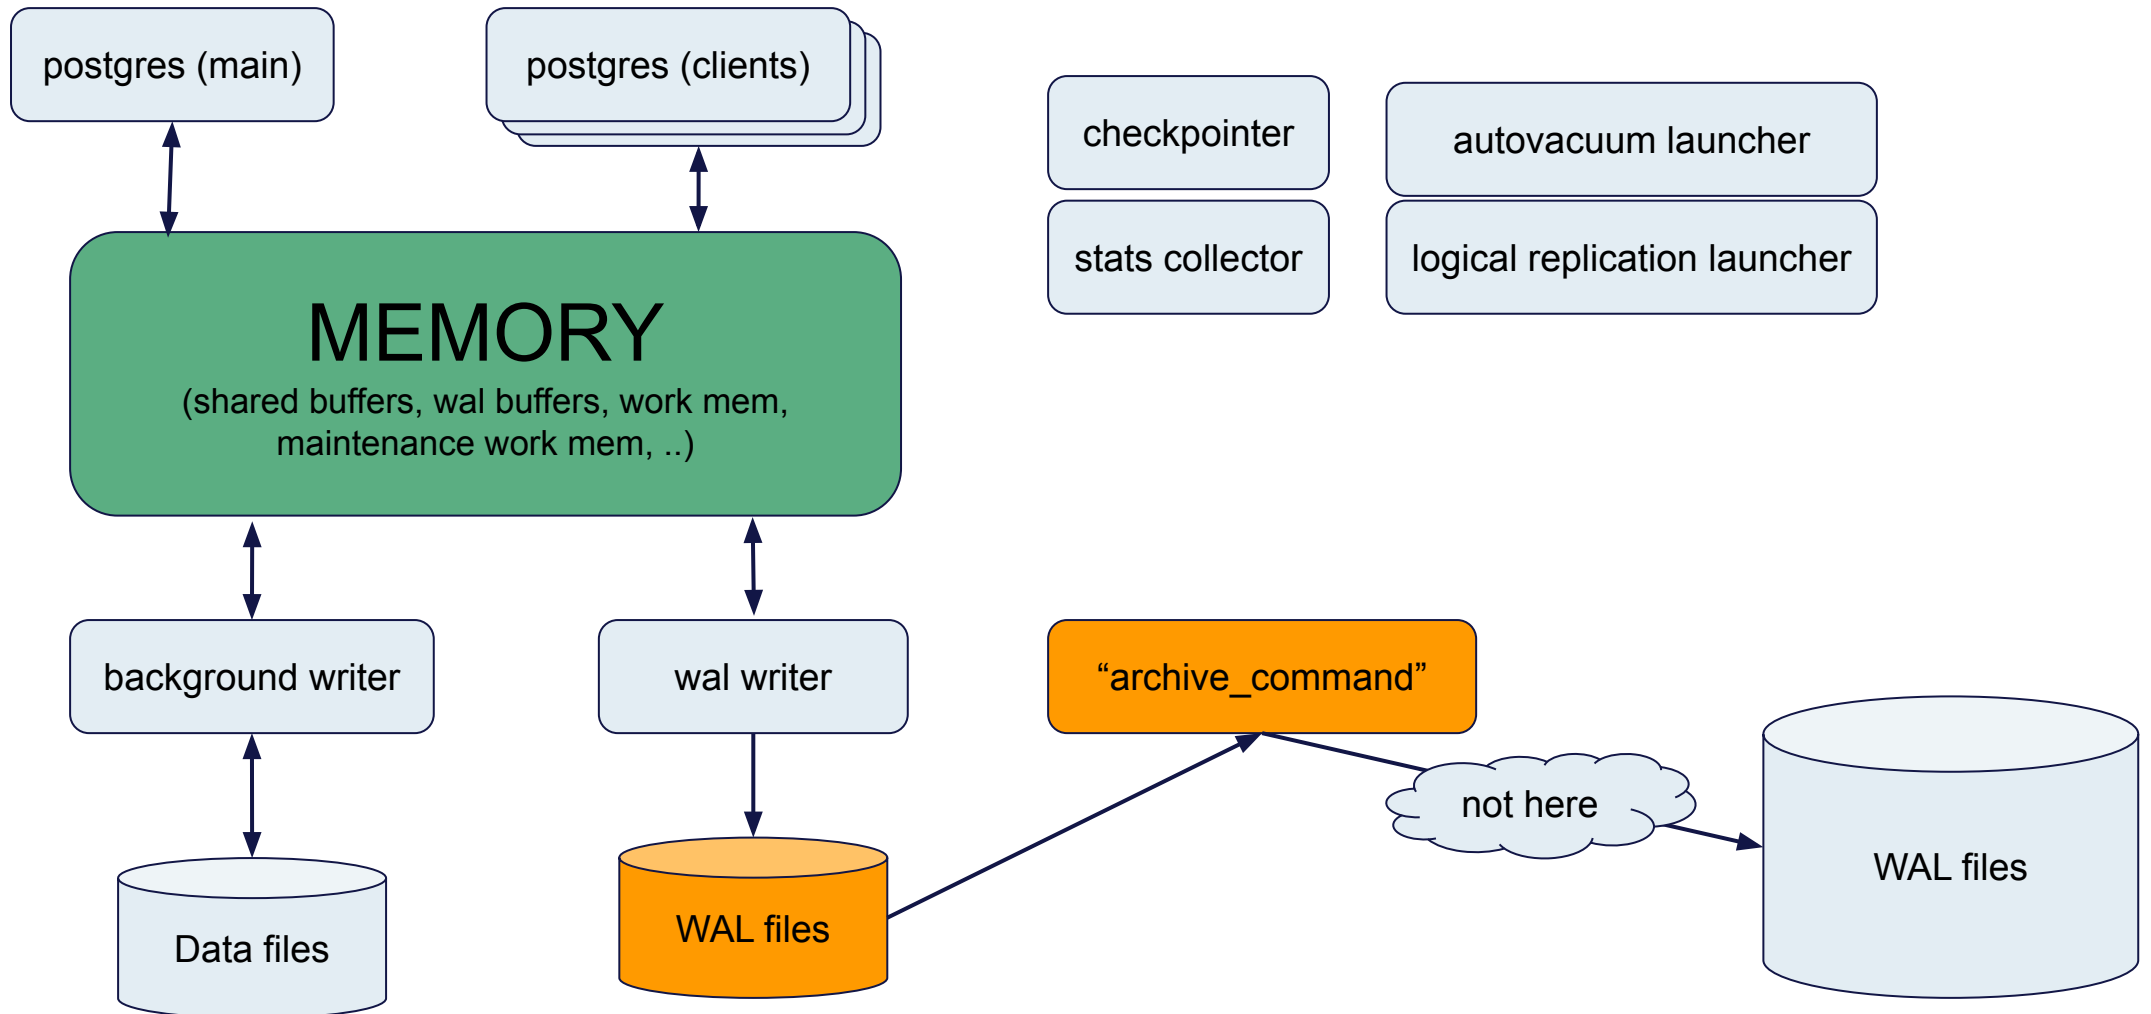 postgres (main)
postgres (clients)
checkpointer
autovacuum launcher
stats collector
logical replication launcher
MEMORY
(shared buffers, wal buffers, work mem,
maintenance work mem, ..)
background writer
wal writer
“archive_command”
not here
WAL files
WAL files
Data files